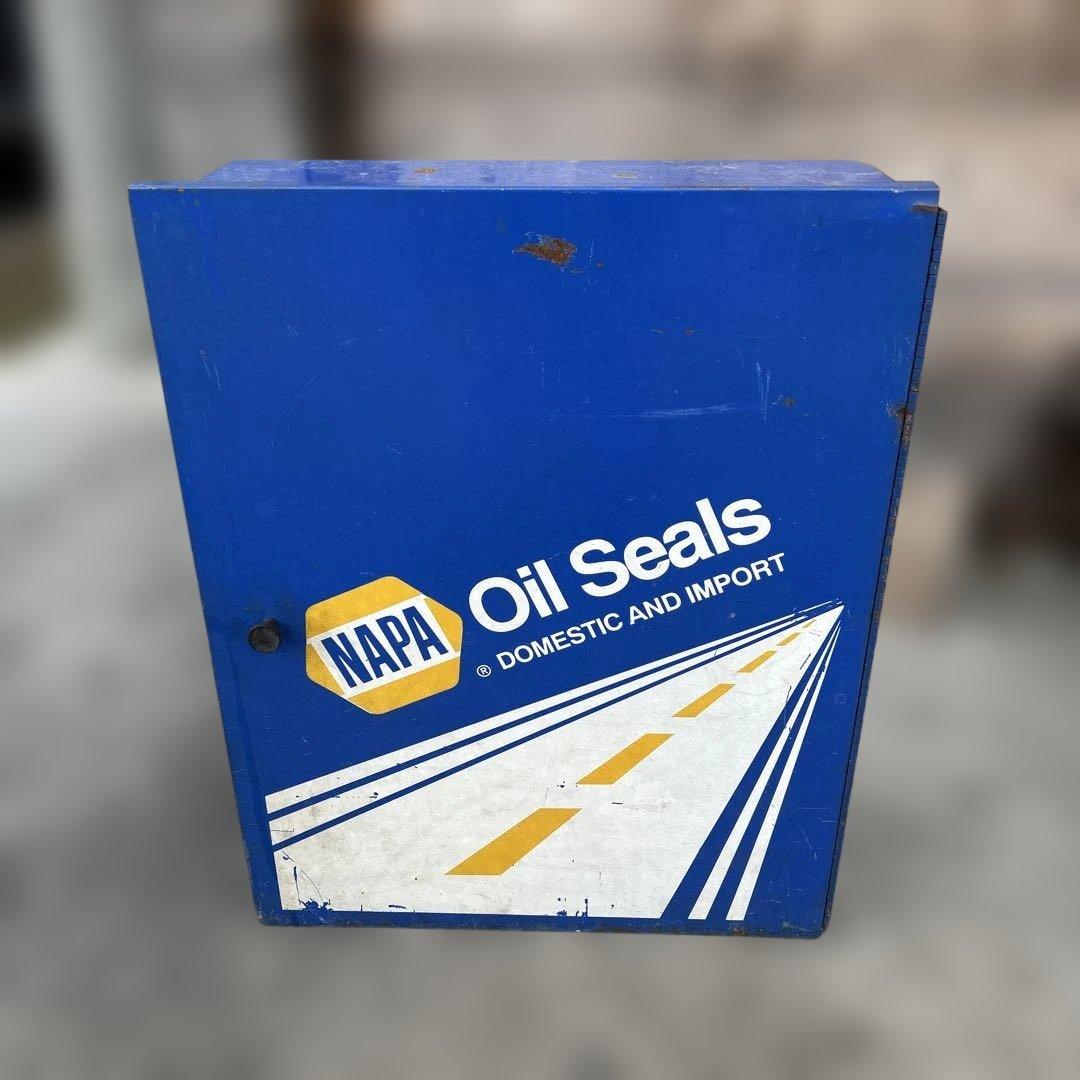 NAPA
Oil Seals
® DOMESTIC AND IMPORT